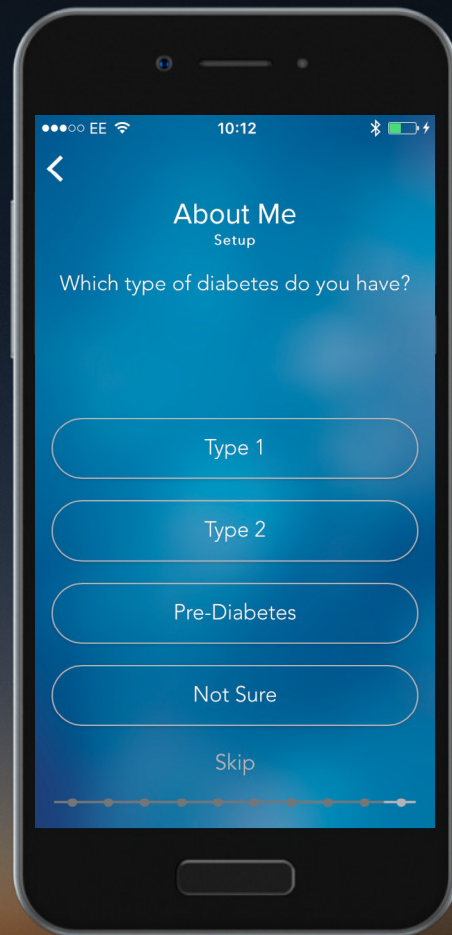 EE
10:12
About Me
Setup
Which type of diabetes do you have?
Type 1
Type 2
Pre-Diabetes
Not Sure
Skip